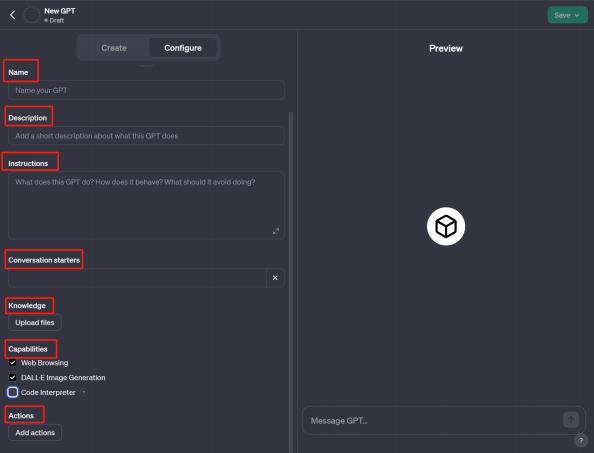 New GPT
Draft
Save
Create
Configure
Preview
Name
Name your GPT
Description
Add a short description about what this GPT does
Instructions
What does this GPT do? How does it behave? What should it avoid doing?
Conversation starters
Knowledge
Upload files
Capabilities
Web Browsing
DALL·E Image Generation
Code Interpreter ?
Actions
Add actions
Message GPT…
?